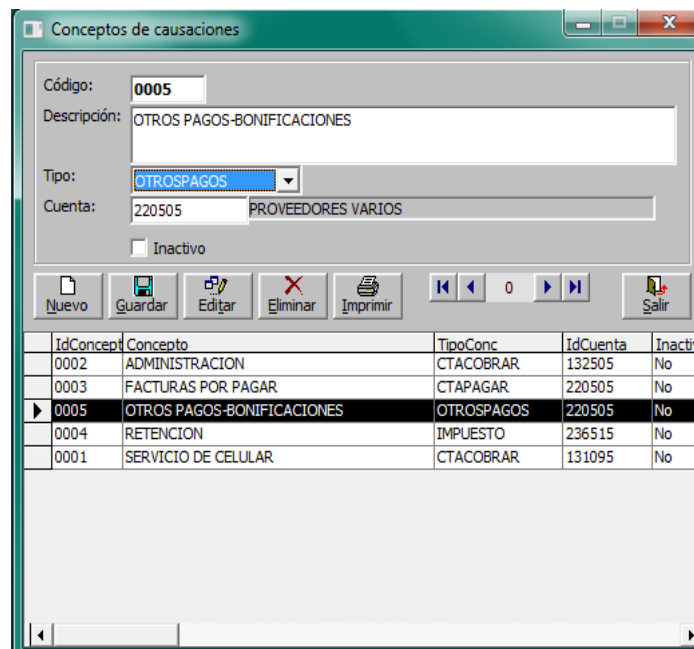 Conceptos de causaciones
Código: 0005
Descripción: OTROS PAGOS-BONIFICACIONES
Tipo: OTROSPAGOS
Cuenta: 220505 PROVEEDORES VARIOS
Inactivo
Nuevo Guardar Editar Eliminar Imprimir 0 Salir
IdConcept Concepto TipoConc IdCuenta Inacti
0002 ADMINISTRACION CTACOBRAR 132505 No
0003 FACTURAS POR PAGAR CTAPAGAR 220505 No
0005 OTROS PAGOS-BONIFICACIONES OTROSPAGOS 220505 No
0004 RETENCION IMPUESTO 236515 No
0001 SERVICIO DE CELULAR CTACOBRAR 131095 No